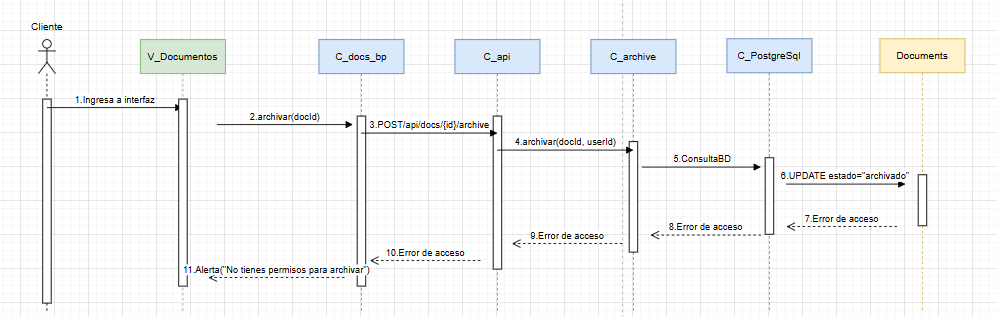 Cliente
V_Documentos
C_docs_bp
C_api
C_archive
C_PostgreSql
Documents
1.Ingresa a interfaz
2.archivar(docId)
3.POST/api/docs/{id}/archive
4.archivar(docId, userId)
5.ConsultaBD
6.UPDATE estado="archivado"
7.Error de acceso
8.Error de acceso
9.Error de acceso
10.Error de acceso
11.Alerta("No tienes permisos para archivar")